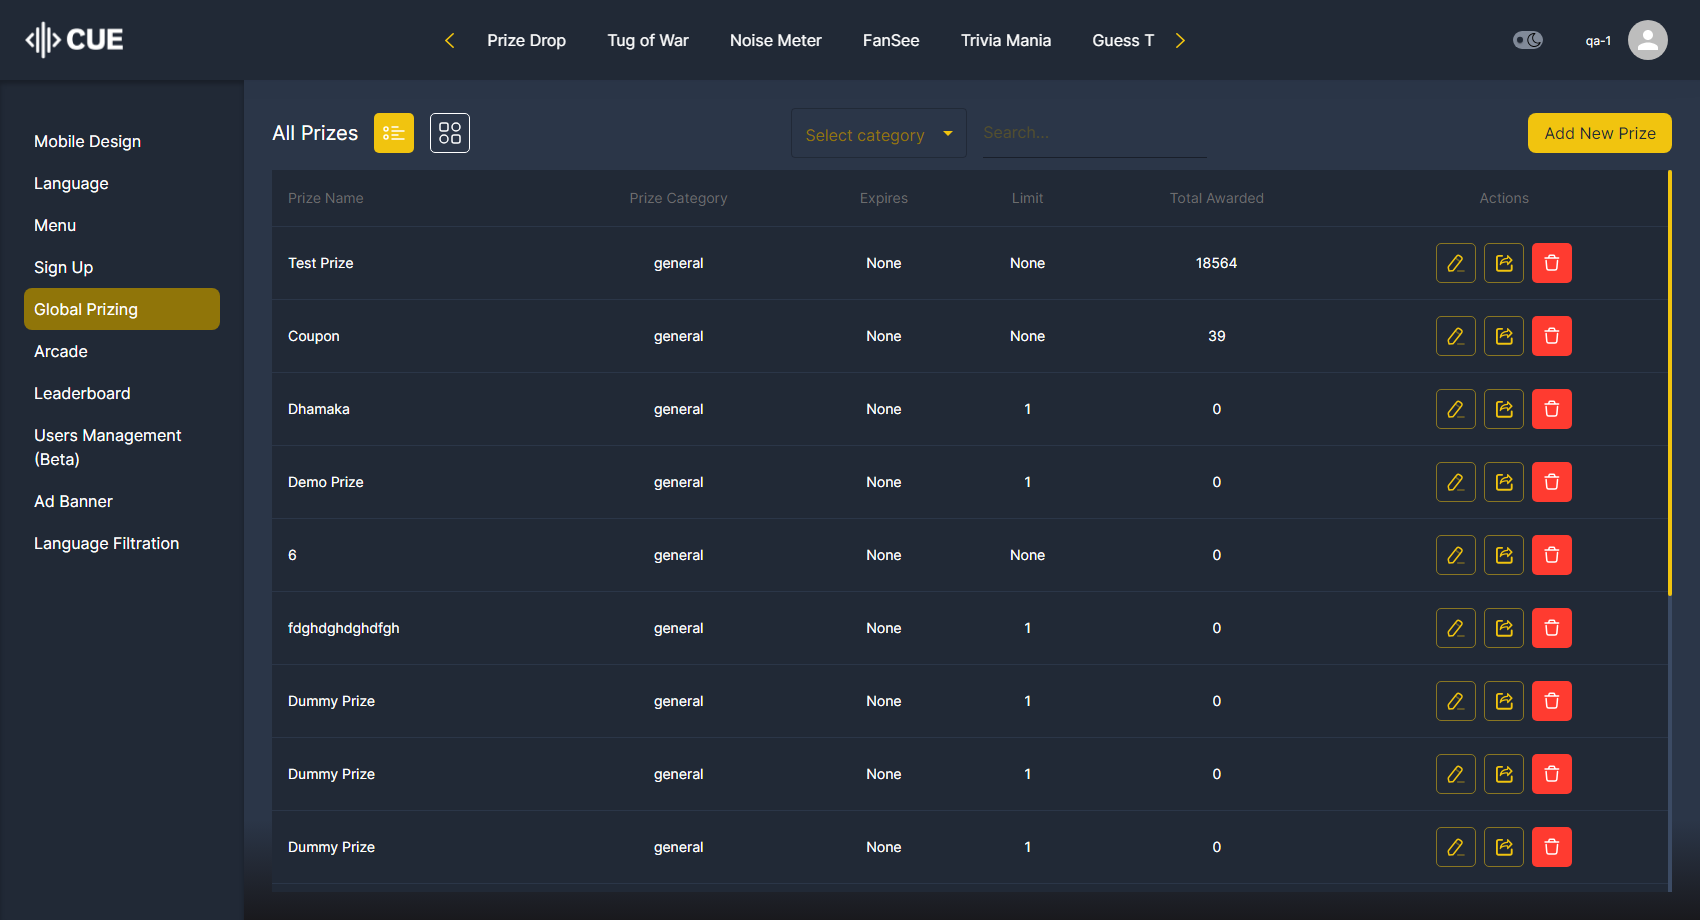 CUE
Prize Drop Tug of War Noise Meter FanSee Trivia Mania Guess T
qa-1
Mobile Design
Language
Menu
Sign Up
Global Prizing
Arcade
Leaderboard
Users Management
(Beta)
Ad Banner
Language Filtration
All Prizes
Select category
Search...
Add New Prize
Prize Name Prize Category Expires Limit Total Awarded Actions
Test Prize general None None 18564
Coupon general None None 39
Dhamaka general None 1 0
Demo Prize general None 1 0
6 general None None 0
fdghdghdghdfgh general None 1 0
Dummy Prize general None 1 0
Dummy Prize general None 1 0
Dummy Prize general None 1 0